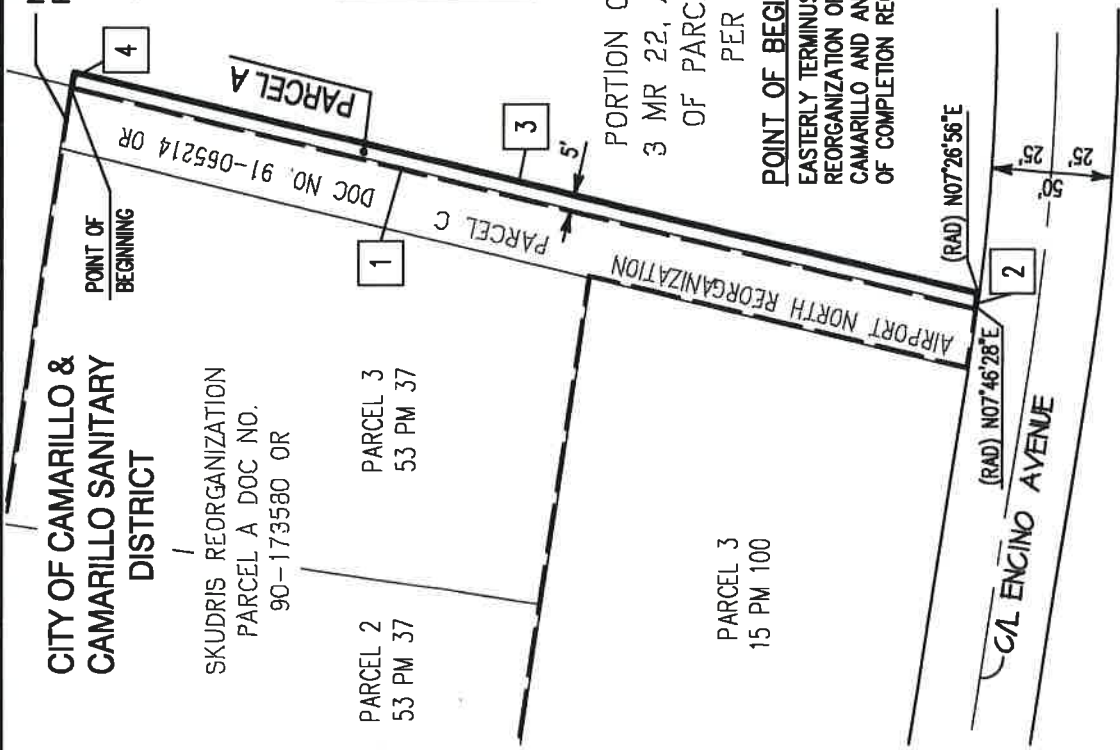 CITY OF CAMARILLO &
CAMARILLO SANITARY
DISTRICT
SKUDRIS REORGANIZATION
PARCEL A DOC NO.
90-173580 OR
PARCEL 2
53 PM 37
PARCEL 3
53 PM 37
PARCEL 3
15 PM 100
POINT OF
BEGINNING
4
PARCEL A
DOC NO. 91-065214 OR
1
3
5'
PARCEL C
AIRPORT NORTH REORGANIZATION
2
(RAD) N07°46'28"E
(RAD) N07°26'56"E
25'
50'
25'
C/L ENCINO AVENUE
PORTION
3 MR 22,
OF PARC
PER
POINT OF BEGI
EASTERLY TERMINUS
REORGANIZATION
CAMARILLO AND AN
OF COMPLETION REC